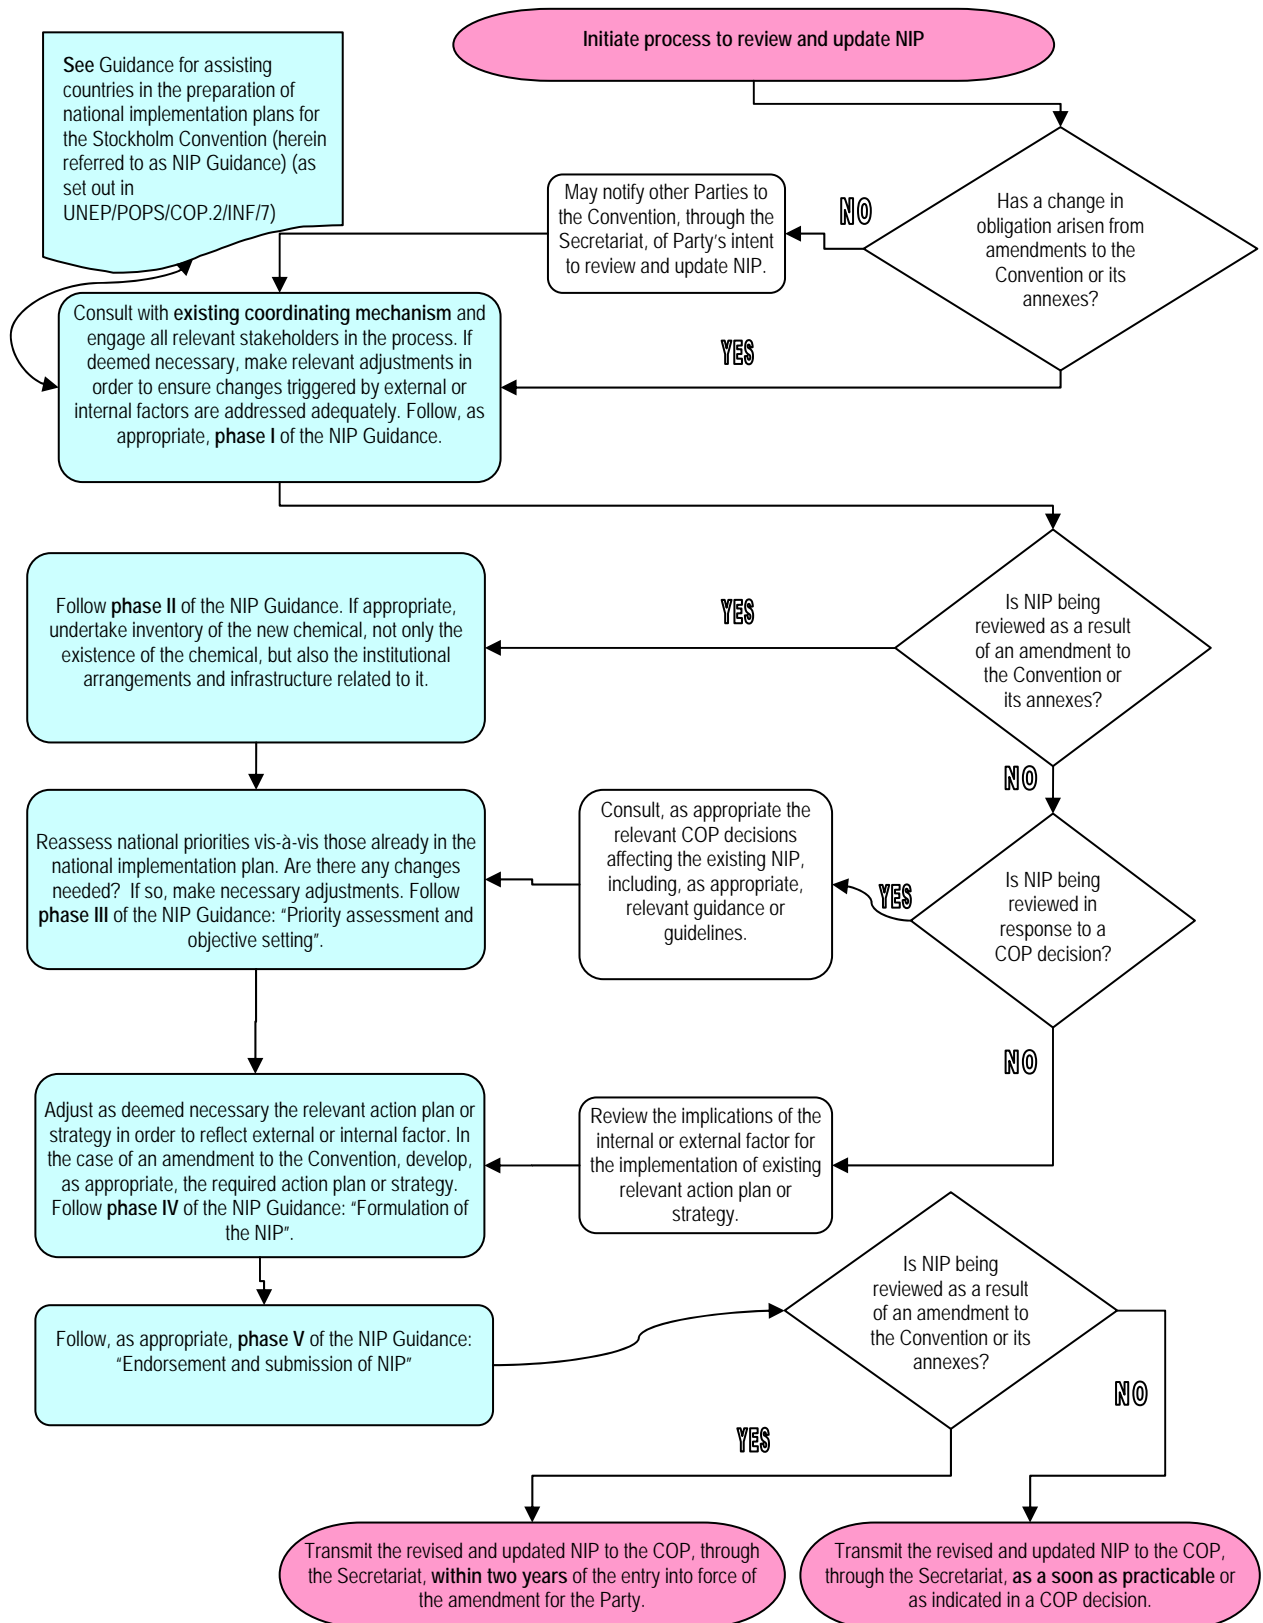 Initiate process to review and update NIP
See Guidance for assisting
countries in the preparation of
national implementation plans for
the Stockholm Convention (herein
referred to as NIP Guidance) (as
set out in
UNEP/POPS/COP.2/INF/7)
Has a change in
obligation arisen from
amendments to the
Convention or its
annexes?
NO
May notify other Parties to
the Convention, through the
Secretariat, of Party's intent
to review and update NIP.
YES
Consult with existing coordinating mechanism and
engage all relevant stakeholders in the process. If
deemed necessary, make relevant adjustments in
order to ensure changes triggered by external or
internal factors are addressed adequately. Follow, as
appropriate, phase I of the NIP Guidance.
Is NIP being
reviewed as a result
of an amendment to
the Convention or
its annexes?
YES
Follow phase II of the NIP Guidance. If appropriate,
undertake inventory of the new chemical, not only the
existence of the chemical, but also the institutional
arrangements and infrastructure related to it.
NO
Is NIP being
reviewed in
response to a
COP decision?
YES
Consult, as appropriate the
relevant COP decisions
affecting the existing NIP,
including, as appropriate,
relevant guidance or
guidelines.
Reassess national priorities vis-à-vis those already in the
national implementation plan. Are there any changes
needed?  If so, make necessary adjustments. Follow
phase III of the NIP Guidance: “Priority assessment and
objective setting”.
NO
Review the implications of the
internal or external factor for
the implementation of existing
relevant action plan or
strategy.
Adjust as deemed necessary the relevant action plan or
strategy in order to reflect external or internal factor. In
the case of an amendment to the Convention, develop,
as appropriate, the required action plan or strategy.
Follow phase IV of the NIP Guidance: “Formulation of
the NIP”.
Follow, as appropriate, phase V of the NIP Guidance:
“Endorsement and submission of NIP”
Is NIP being
reviewed as a result
of an amendment to
the Convention or its
annexes?
YES
NO
Transmit the revised and updated NIP to the COP, through
the Secretariat, within two years of the entry into force of
the amendment for the Party.
Transmit the revised and updated NIP to the COP,
through the Secretariat, as a soon as practicable or
as indicated in a COP decision.